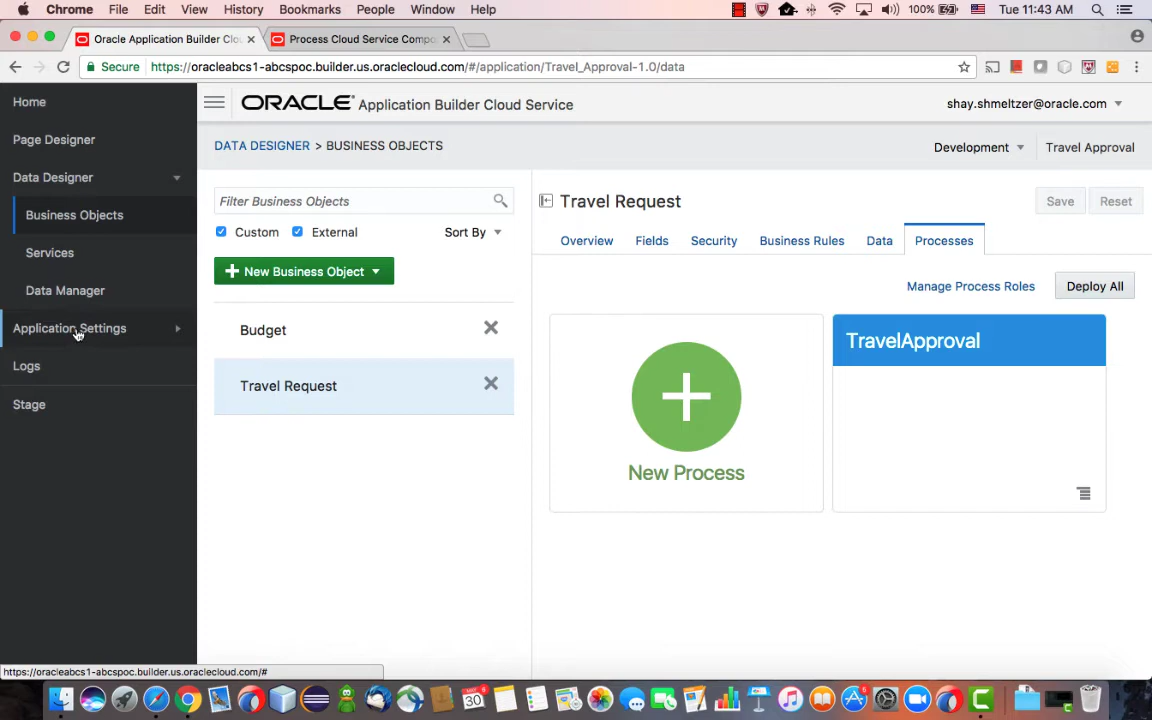 Chrome File Edit View History Bookmarks People Window Help
100% Tue 11:43 AM
Oracle Application Builder Clou
Process Cloud Service Compo
Secure https://oracleabcs1-abcspoc.builder.us.oraclecloud.com/#/application/Travel_Approval-1.0/data
Home
Page Designer
Data Designer
Business Objects
Services
Data Manager
Application Settings
Logs
Stage
ORACLE Application Builder Cloud Service
shay.shmeltzer@oracle.com
DATA DESIGNER > BUSINESS OBJECTS
Development
Travel Approval
Filter Business Objects
Custom External Sort By
New Business Object
Budget
Travel Request
Travel Request
Save Reset
Overview Fields Security Business Rules Data Processes
Manage Process Roles Deploy All
New Process
TravelApproval
https://oracleabcs1-abcspoc.builder.us.oraclecloud.com/#
30